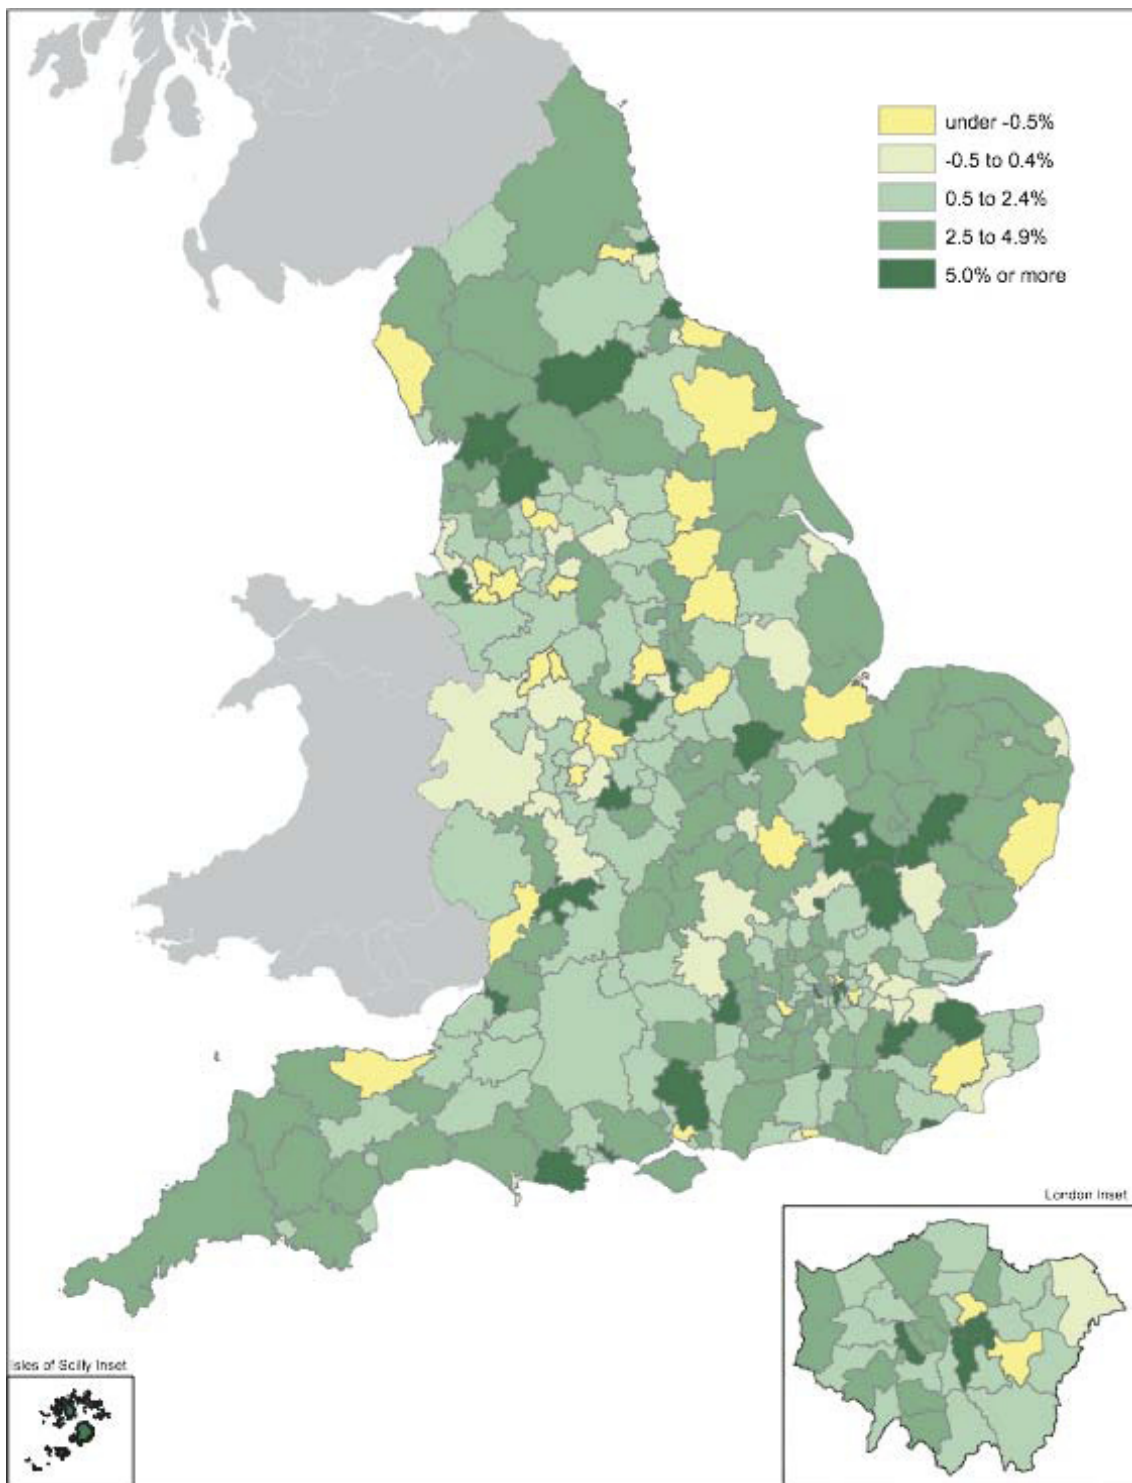 under -0.5%
-0.5 to 0.4%
0.5 to 2.4%
2.5 to 4.9%
5.0% or more
London Inset
Isles of Scilly Inset